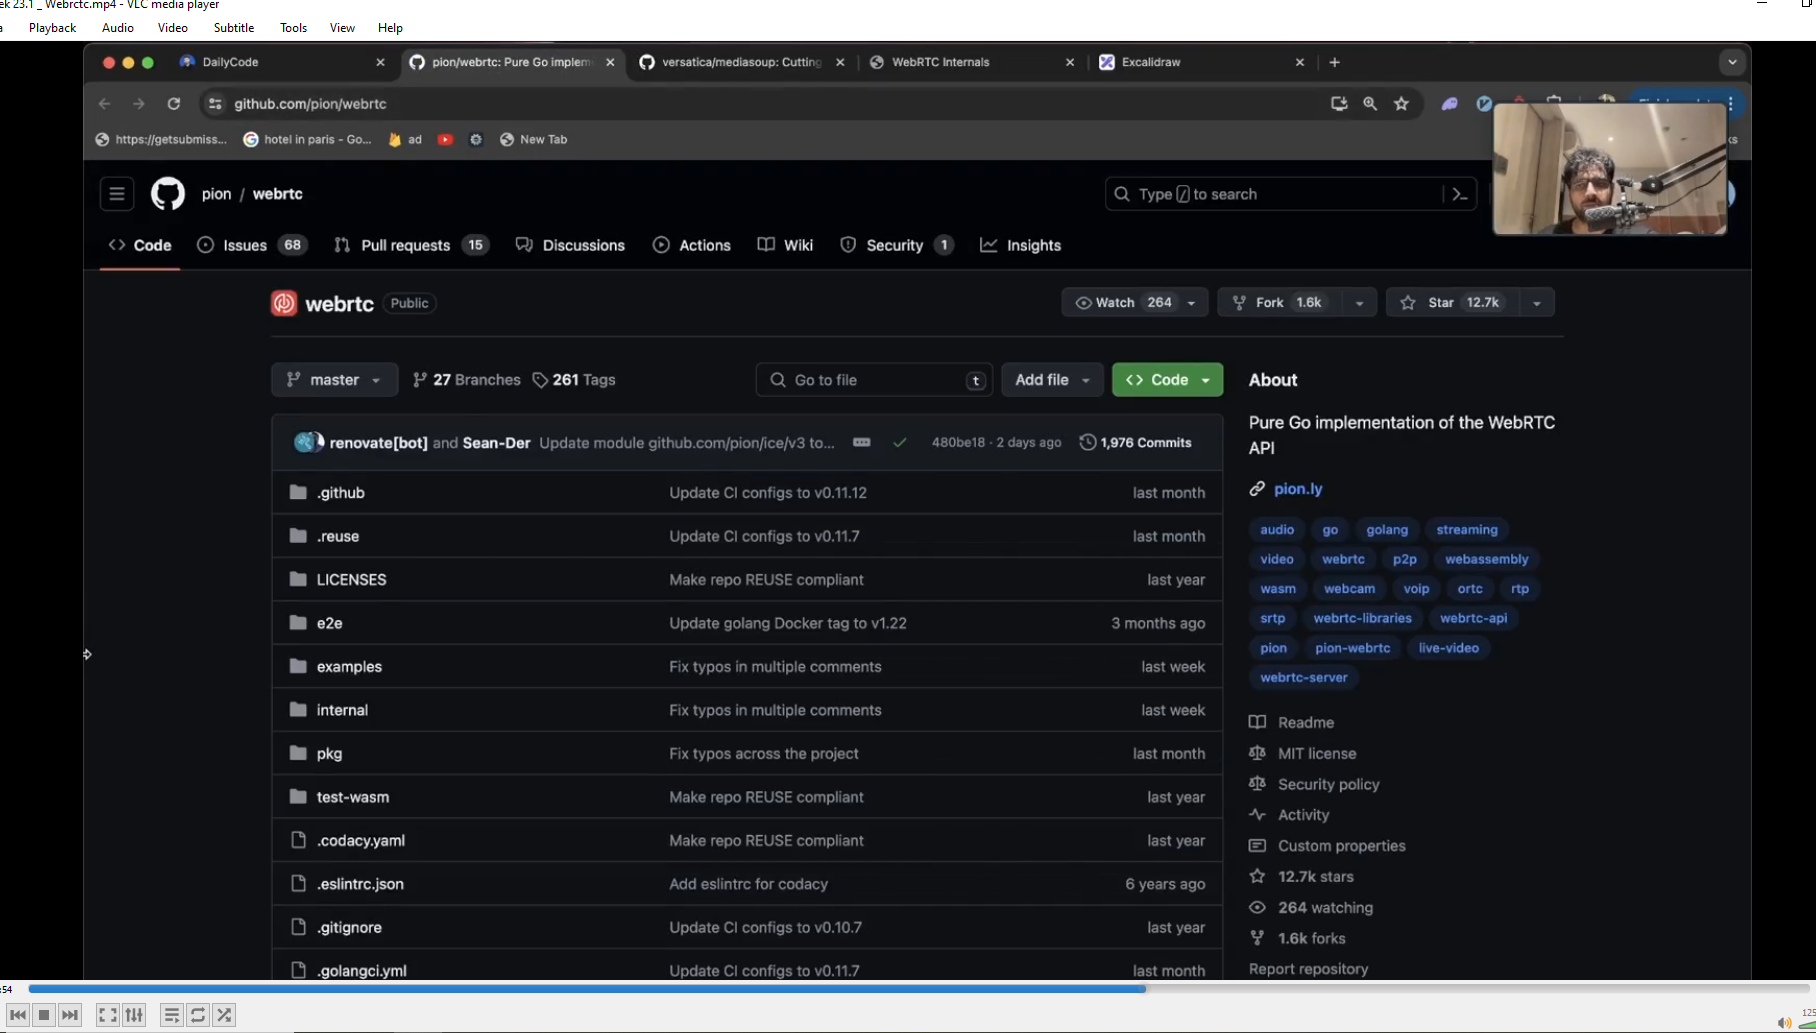 ek 23.1 _ Webrctc.mp4 - VLC media player
Playback Audio Video Subtitle Tools View Help
DailyCode
pion/webrtc: Pure Go implem
versatica/mediasoup: Cutting
WebRTC Internals
Excalidraw
github.com/pion/webrtc
https://getsubmiss...
hotel in paris - Go...
ad
New Tab
pion / webrtc
Type / to search
Code
Issues 68
Pull requests 15
Discussions
Actions
Wiki
Security 1
Insights
webrtc Public
Watch 264
Fork 1.6k
Star 12.7k
master
27 Branches
261 Tags
Go to file t
Add file
Code
renovate[bot] and Sean-Der Update module github.com/pion/ice/v3 to... 480be18 · 2 days ago 1,976 Commits
.github Update CI configs to v0.11.12 last month
.reuse Update CI configs to v0.11.7 last month
LICENSES Make repo REUSE compliant last year
e2e Update golang Docker tag to v1.22 3 months ago
examples Fix typos in multiple comments last week
internal Fix typos in multiple comments last week
pkg Fix typos across the project last month
test-wasm Make repo REUSE compliant last year
.codacy.yaml Make repo REUSE compliant last year
.eslintrc.json Add eslintrc for codacy 6 years ago
.gitignore Update CI configs to v0.10.7 last year
.golangci.yml Update CI configs to v0.11.7 last month
About
Pure Go implementation of the WebRTC
API
pion.ly
audio go golang streaming
video webrtc p2p webassembly
wasm webcam voip ortc rtp
srtp webrtc-libraries webrtc-api
pion pion-webrtc live-video
webrtc-server
Readme
MIT license
Security policy
Activity
Custom properties
12.7k stars
264 watching
1.6k forks
Report repository
:54
125